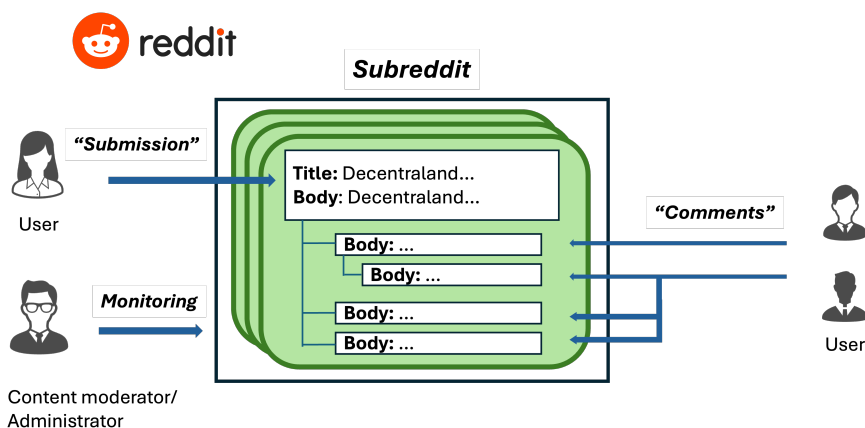 reddit
Subreddit
“Submission”
User
Title: Decentraland...
Body: Decentraland...
“Comments”
Body: ...
Body: ...
Body: ...
Body: ...
Monitoring
User
Content moderator/
Administrator